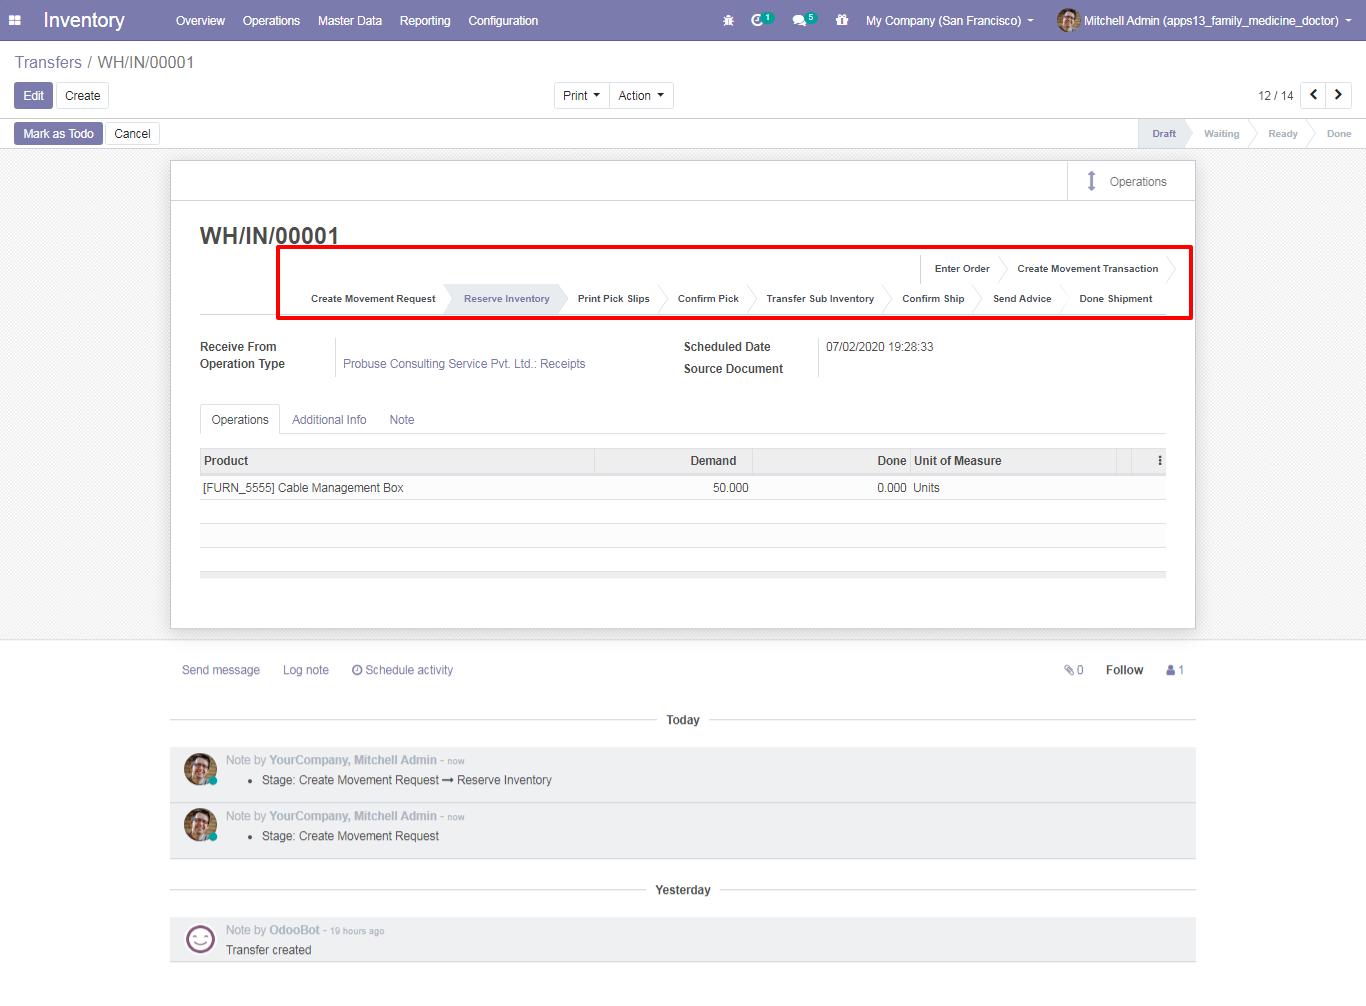 Inventory Overview Operations Master Data Reporting Configuration 1 5 My Company (San Francisco) Mitchell Admin (apps13_family_medicine_doctor)
Transfers / WH/IN/00001
Edit Create Print Action 12 / 14
Mark as Todo Cancel Draft Waiting Ready Done
Operations
WH/IN/00001
Enter Order Create Movement Transaction
Create Movement Request Reserve Inventory Print Pick Slips Confirm Pick Transfer Sub Inventory Confirm Ship Send Advice Done Shipment
Receive From Scheduled Date 07/02/2020 19:28:33
Operation Type Probuse Consulting Service Pvt. Ltd.: Receipts Source Document
Operations Additional Info Note
Product Demand Done Unit of Measure
[FURN_5555] Cable Management Box 50.000 0.000 Units
Send message Log note Schedule activity 0 Follow 1
Today
Note by YourCompany, Mitchell Admin - now
• Stage: Create Movement Request → Reserve Inventory
Note by YourCompany, Mitchell Admin - now
• Stage: Create Movement Request
Yesterday
Note by OdooBot - 19 hours ago
Transfer created